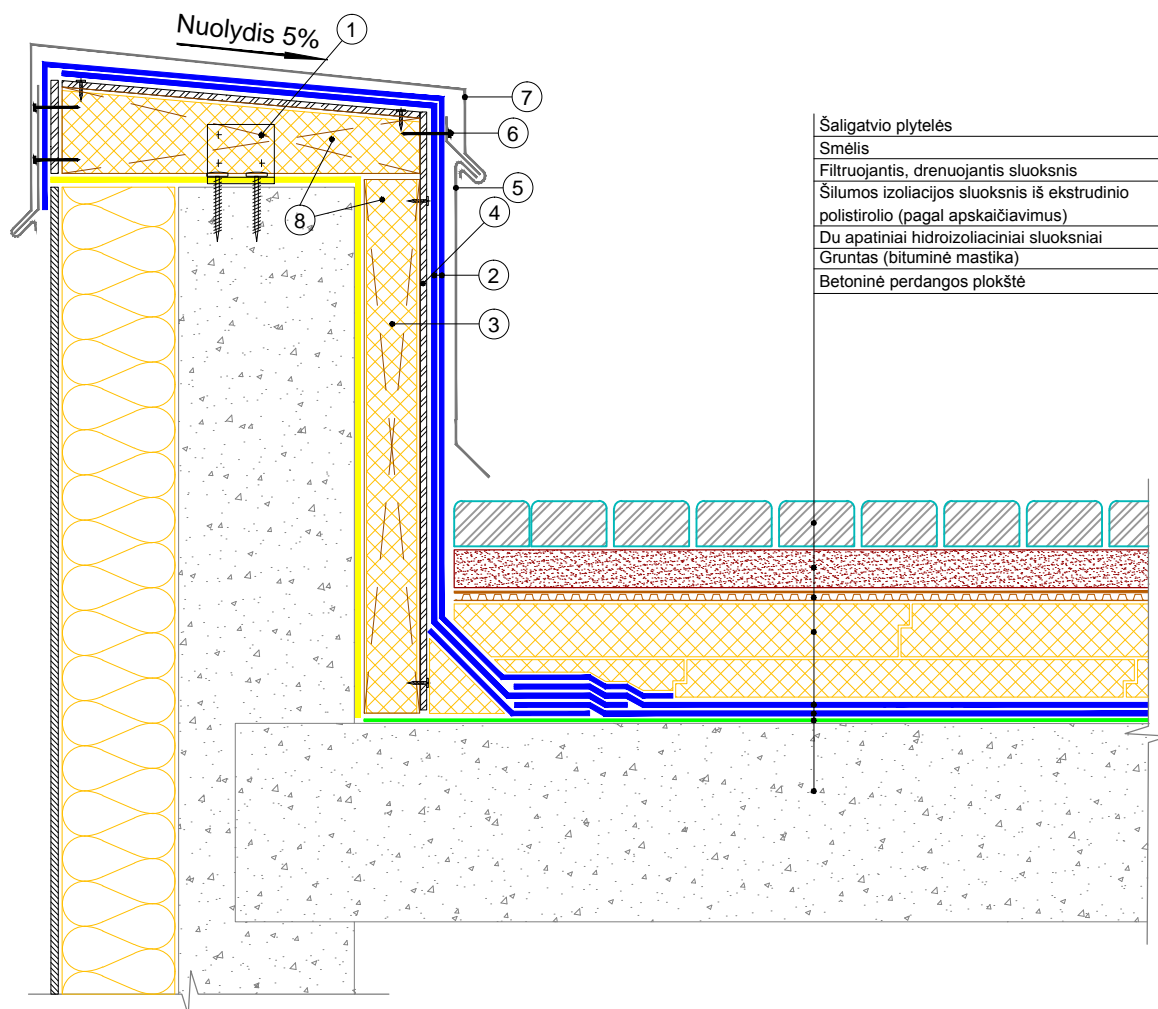 Nuolydis 5%
1
7
6
5
4
8
2
3
Šaligatvio plytelės
Smėlis
Filtruojantis, drenuojantis sluoksnis
Šilumos izoliacijos sluoksnis iš ekstrudinio
polistirolio (pagal apskaičiavimus)
Du apatiniai hidroizoliaciniai sluoksniai
Gruntas (bituminė mastika)
Betoninė perdangos plokštė